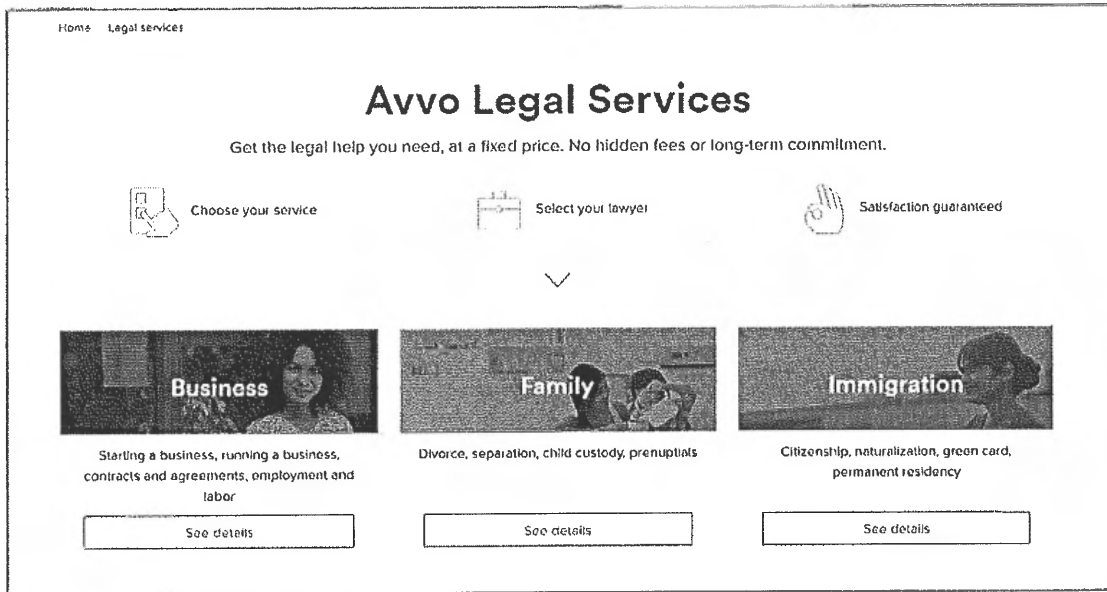 Home Legal services
Avvo Legal Services
Get the legal help you need, at a fixed price. No hidden fees or long-term commitment.
Choose your service
Select your lawyer
Satisfaction guaranteed
Business
Family
Immigration
Starting a business, running a business,
contracts and agreements, employment and
labor
Divorce, separation, child custody, prenuptials
Citizenship, naturalization, green card,
permanent residency
See details
See details
See details